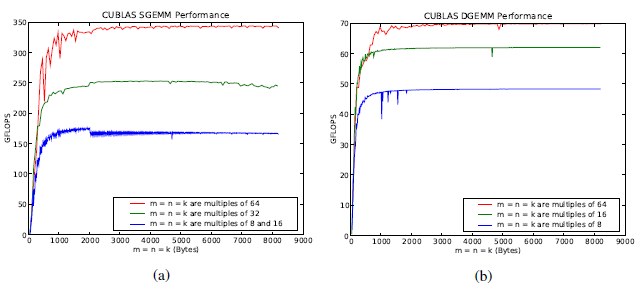 CUBLAS SGEMM Performance
350
300
250
200
150
100
50
0
GFLOPS
m = n = k are multiples of 64
m = n = k are multiples of 32
m = n = k are multiples of 8 and 16
0 1000 2000 3000 4000 5000 6000 7000 8000 9000
m = n = k (Bytes)
(a)
CUBLAS DGEMM Performance
70
60
50
40
30
20
10
0
GFLOPS
m = n = k are multiples of 64
m = n = k are multiples of 16
m = n = k are multiples of 8
0 1000 2000 3000 4000 5000 6000 7000 8000 9000
m = n = k (Bytes)
(b)